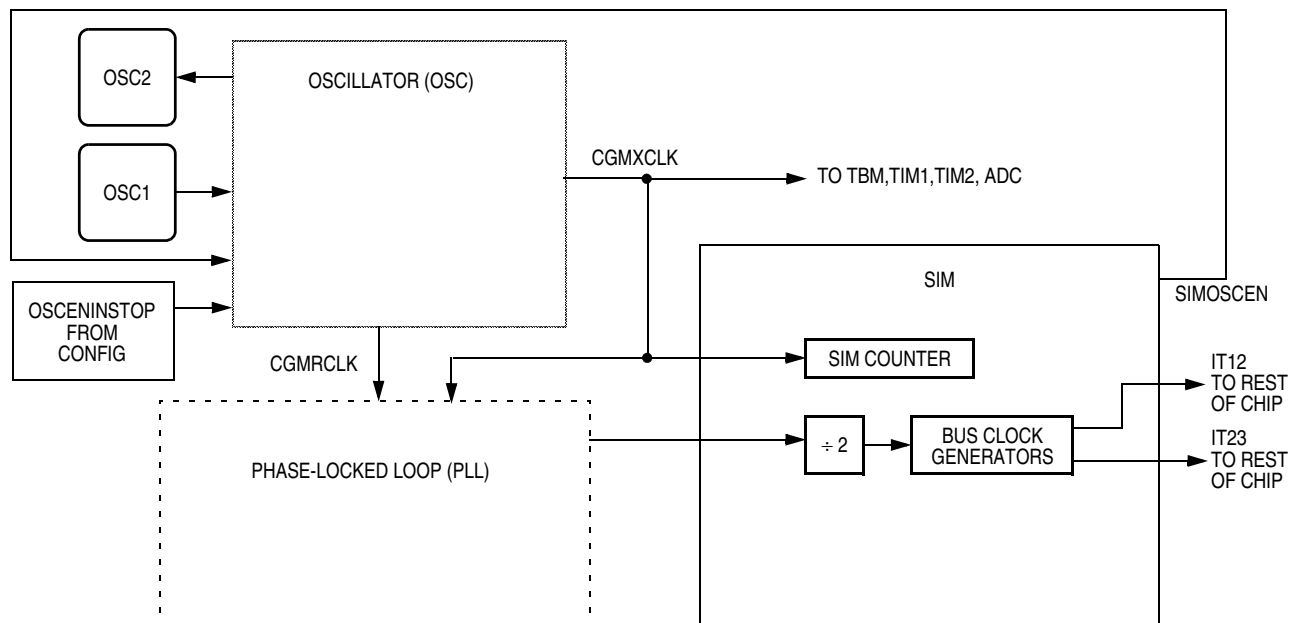 OSC2
OSCILLATOR (OSC)
CGMXCLK
TO TBM,TIM1,TIM2, ADC
OSC1
SIM
SIMOSCEN
OSCENINSTOP
FROM
CONFIG
CGMRCLK
SIM COUNTER
IT12
TO REST
OF CHIP
÷ 2
BUS CLOCK
GENERATORS
IT23
TO REST
OF CHIP
PHASE-LOCKED LOOP (PLL)